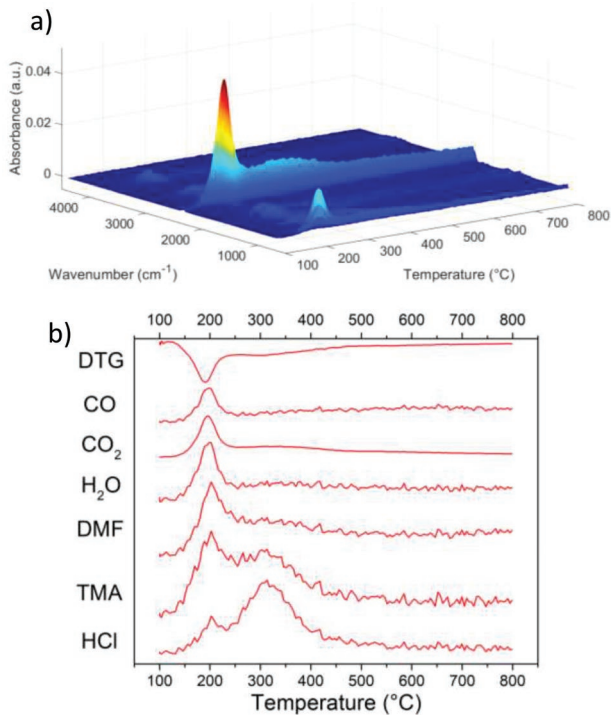 a)
Absorbance (a.u.)
0.04
0.02
0
4000
3000
2000
1000
Wavenumber (cm⁻¹)
100
200
300
400
500
600
700
800
Temperature (°C)
b)
100 200 300 400 500 600 700 800
DTG
CO
CO₂
H₂O
DMF
TMA
HCl
100 200 300 400 500 600 700 800
Temperature (°C)